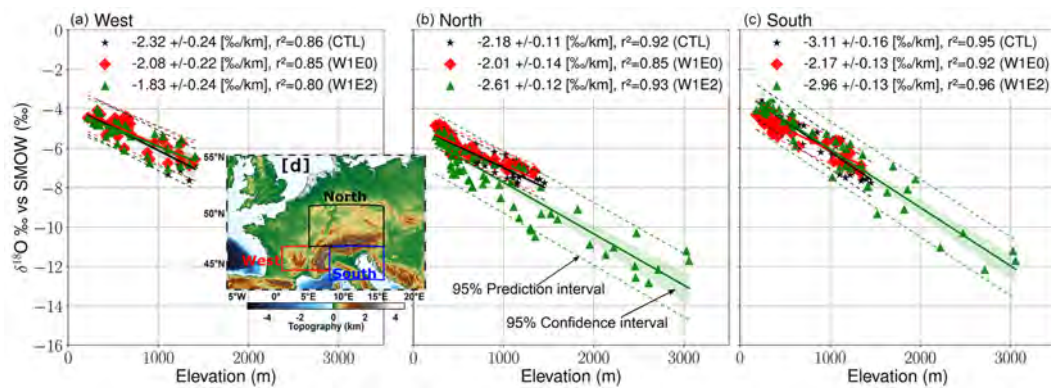 (a) West
-2.32 +/-0.24 [‰/km], r²=0.86 (CTL)
-2.08 +/-0.22 [‰/km], r²=0.85 (W1E0)
-1.83 +/-0.24 [‰/km], r²=0.80 (W1E2)
(b) North
-2.18 -0.11 [‰/km], r²=0.92 (CTL)
-2.01 +/-0.14 [‰/km], r²=0.85 (W1E0)
-2.61 +/-0.12 [‰/km], r²=0.93 (W1E2)
95% Prediction interval
95% Confidence interval
(c) South
-3.11 +/-0.16 [‰/km], r²=0.95 (CTL)
-2.17 +/-0.13 [‰/km], r²=0.92 (W1E0)
-2.96 +/-0.13 [‰/km], r²=0.96 (W1E2)
δ¹⁸O ‰ vs SMOW (‰)
0
−2
−4
−6
−8
−10
−12
−14
−16
[d]
55°N
50°N
45°N
North
West
South
5°W 0° 5°E 10°E 15°E 20°E
-4 -2 0 2 4
Topography (km)
0 1000 2000 3000
Elevation (m)
0 1000 2000 3000
Elevation (m)
0 1000 2000 3000
Elevation (m)